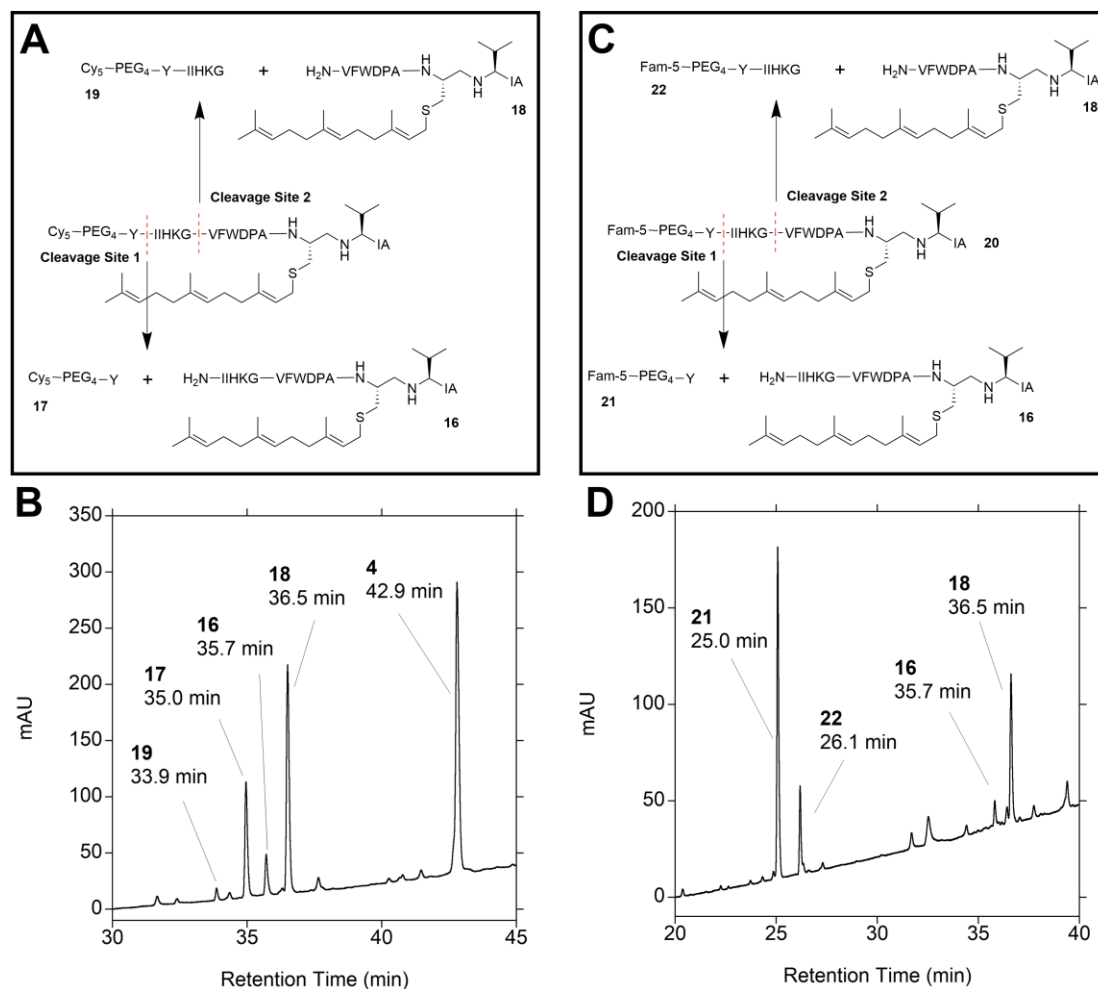 A
Cy5–PEG4–Y–IIHKG + H2N–VFWDPA
H
N
N
H
IA
S
19
18
Cleavage Site 2
Cy5–PEG4–Y–IIHKG–VFWDPA
H
N
N
H
IA
S
Cleavage Site 1
Cy5–PEG4–Y + H2N–IIHKG–VFWDPA
H
N
N
H
IA
S
17
16
C
Fam-5–PEG4–Y–IIHKG + H2N–VFWDPA
H
N
N
H
IA
S
22
18
Cleavage Site 2
Fam-5–PEG4–Y–IIHKG–VFWDPA
H
N
N
H
IA
S
20
Cleavage Site 1
Fam-5–PEG4–Y + H2N–IIHKG–VFWDPA
H
N
N
H
IA
S
21
16
B
350
300
250
200
150
100
50
0
mAU
19
33.9 min
17
35.0 min
16
35.7 min
18
36.5 min
4
42.9 min
30 35 40 45
Retention Time (min)
D
200
150
100
50
0
mAU
21
25.0 min
22
26.1 min
16
35.7 min
18
36.5 min
20 25 30 35 40
Retention Time (min)